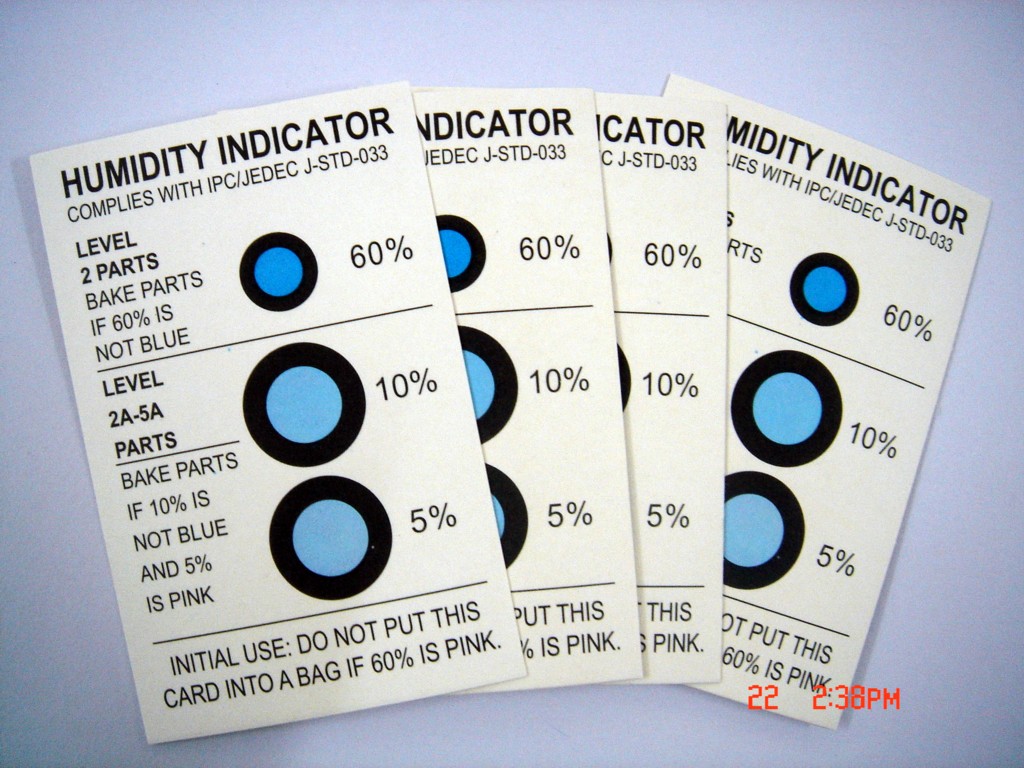 HUMIDITY INDICATOR
COMPLIES WITH IPC/JEDEC J-STD-033
LEVEL
2 PARTS
BAKE PARTS
IF 60% IS
NOT BLUE
60%
LEVEL
2A-5A
PARTS
BAKE PARTS
IF 10% IS
NOT BLUE
AND 5%
IS PINK
10%
5%
INITIAL USE: DO NOT PUT THIS
CARD INTO A BAG IF 60% IS PINK.
NDICATOR
JEDEC J-STD-033
60%
10%
5%
PUT THIS
% IS PINK.
ICATOR
C J-STD-033
60%
10%
5%
THIS
PINK.
MIDITY INDICATOR
LIES WITH IPC/JEDEC J-STD-033
S
RTS
60%
10%
5%
OT PUT THIS
60% IS PINK.
22 2:38PM